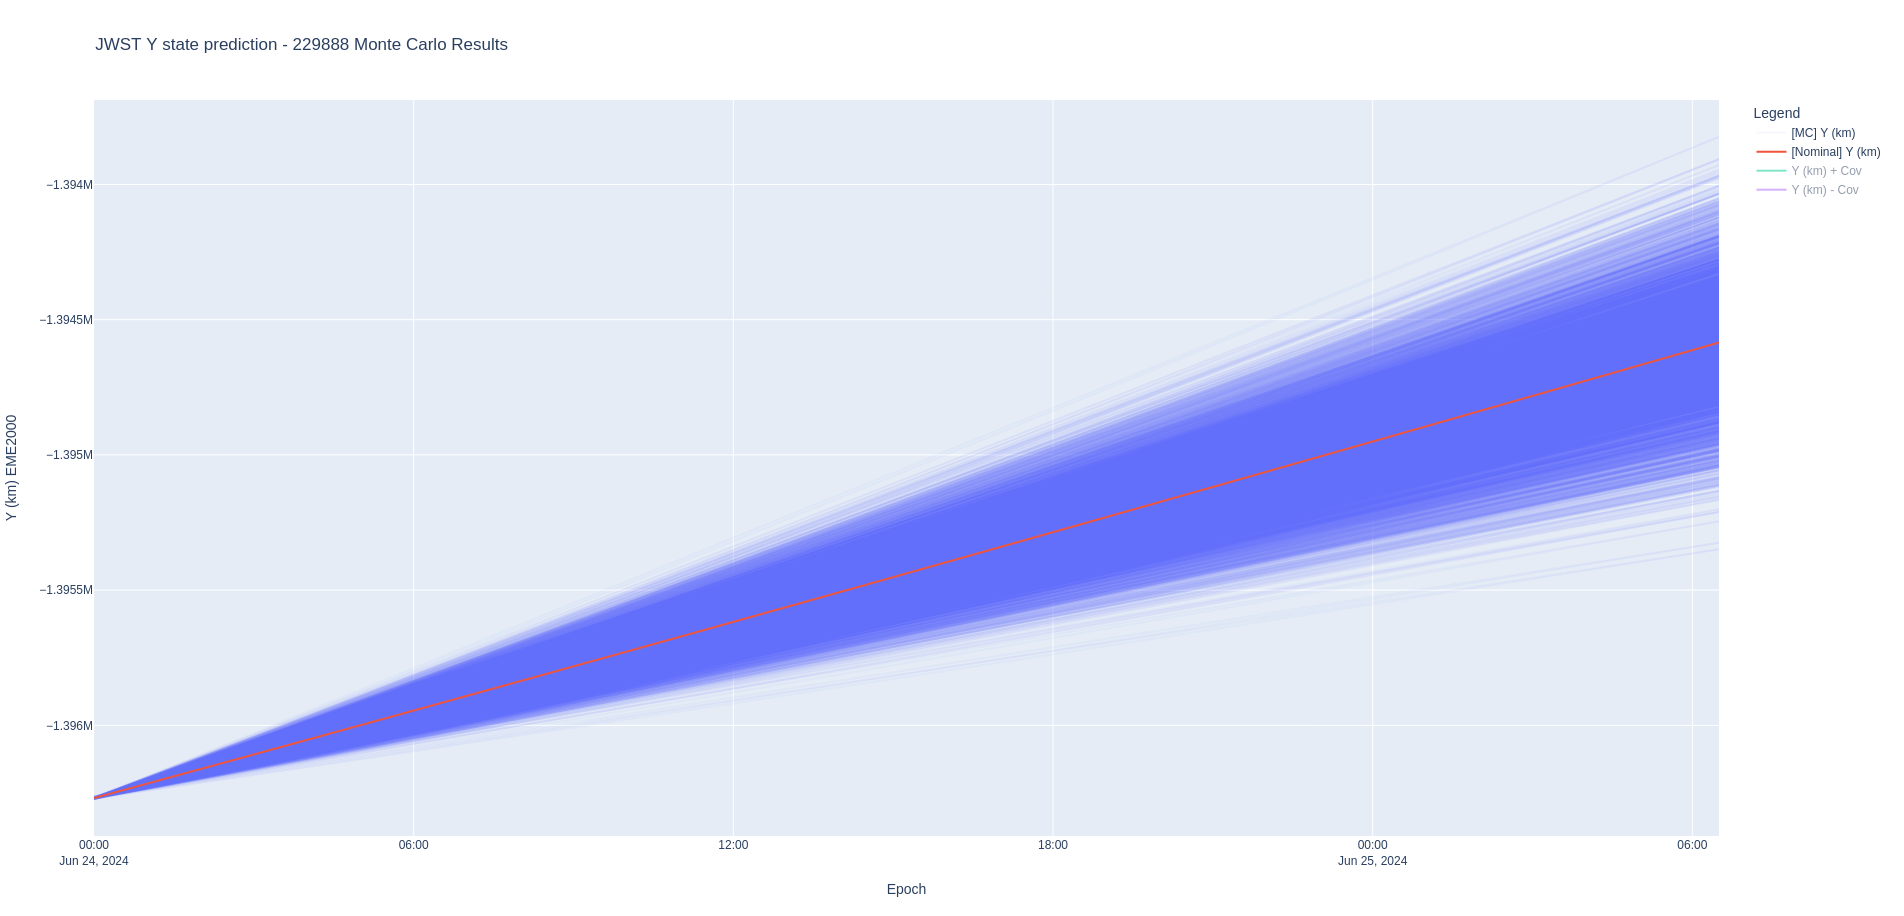 JWST Y state prediction - 229888 Monte Carlo Results
Legend
[MC] Y (km)
[Nominal] Y (km)
Y (km) + Cov
Y (km) - Cov
Y (km) EME2000
−1.394M
−1.3945M
−1.395M
−1.3955M
−1.396M
00:00 06:00 12:00 18:00 00:00 06:00
Jun 24, 2024 Jun 25, 2024
Epoch